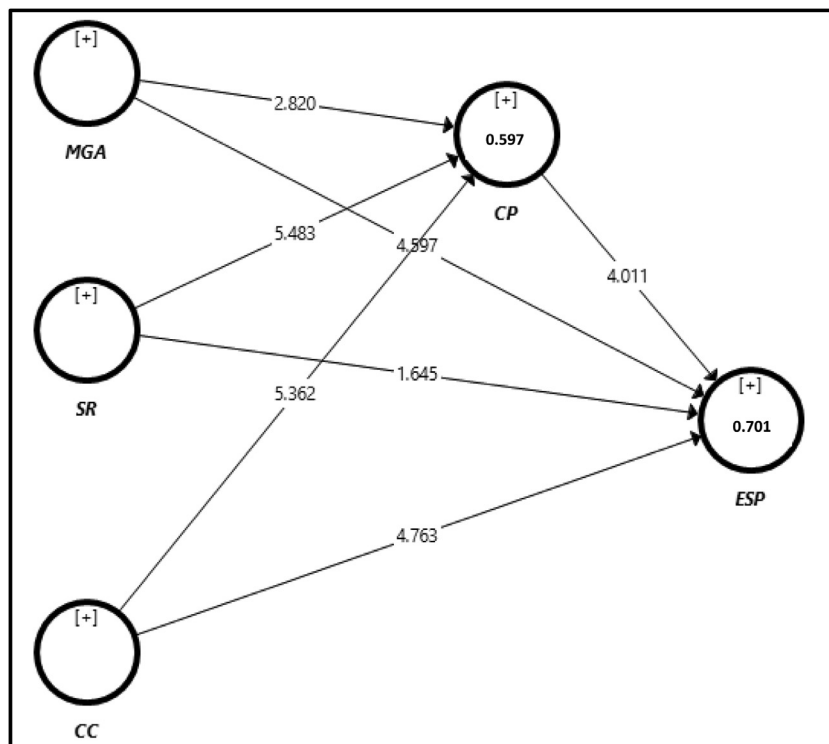 [+]
MGA
2.820
[+]
0.597
CP
5.483
4.597
4.011
[+]
SR
1.645
5.362
[+]
0.701
ESP
4.763
[+]
CC